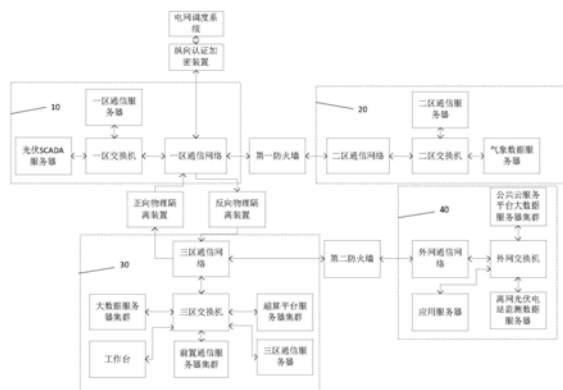 电网调度系
统
纵向认证加
密装置
10
一区通信服
务器
光伏SCADA
服务器
一区交换机
一区通信网络
第一防火墙
20
二区通信服
务器
二区通信网络
二区交换机
气象数据服
务器
正向物理隔
离装置
反向物理隔
离装置
30
三区通信网
络
大数据服务
器集群
三区交换机
超算平台服
务器集群
工作台
前置通信服
务器集群
三区通信服
务器
第二防火墙
40
公共云服务
平台大数据
服务器集群
外网通信网
络
外网交换机
应用服务器
离网光伏电
站监测数据
服务器